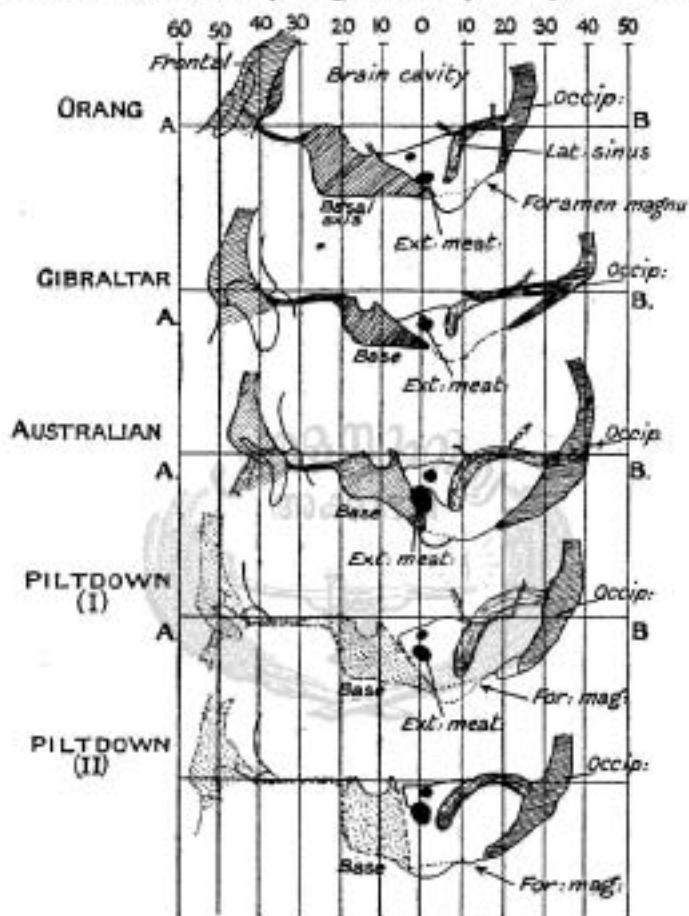 60 50 40 30 20 10 0 10 20 30 40 50
Frontal
Brain cavity
ORANG
Occip:
A. B
Lat. sinus
Basal
axis
Foramen magnu
Ext. meat.
GIBRALTAR
Occip:
A. B.
Base
Ext: meat:
AUSTRALIAN
Occip
A. B.
Base
Ext: meat:
PILTDOWN
(I)
Occip:
A. B
Base
For: mag:
Ext: meat:
PILTDOWN
(II)
Occip:
Base
For: mag: